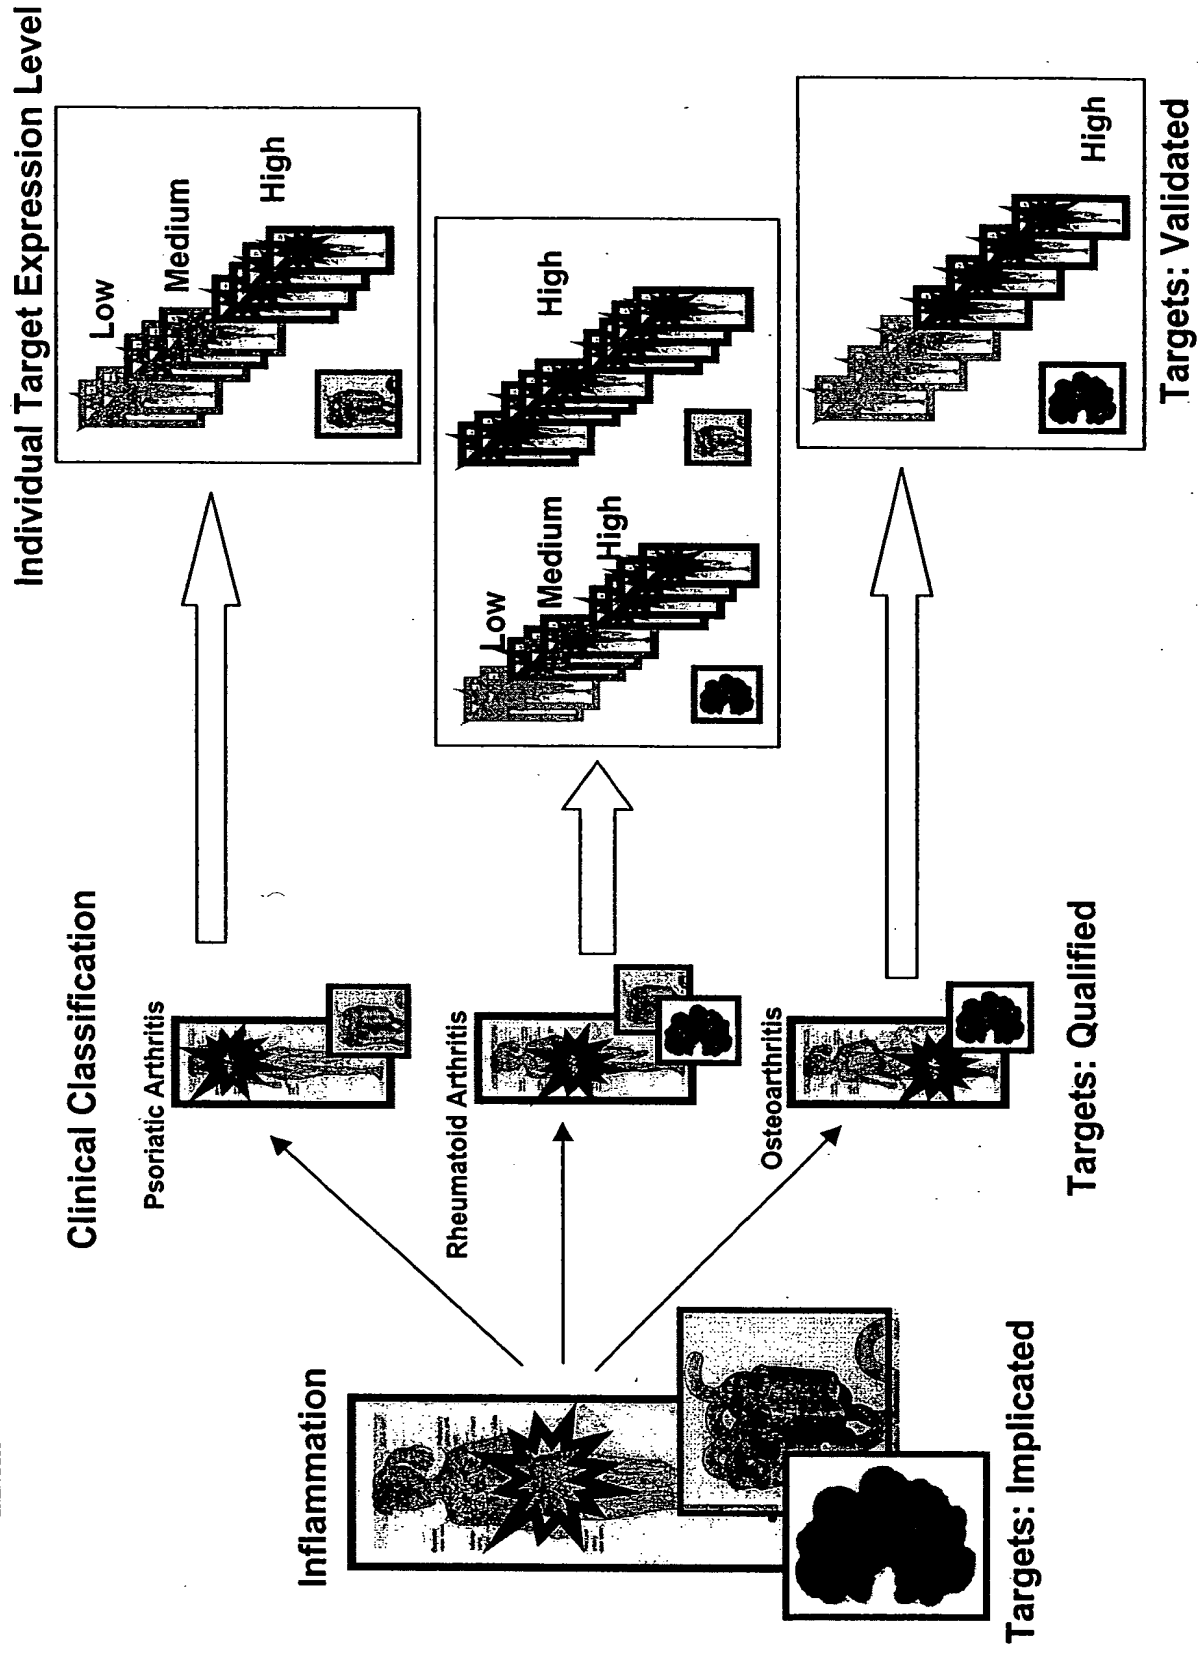 Inflammation
Targets: Implicated
Clinical Classification
Psoriatic Arthritis
Rheumatoid Arthritis
Osteoarthritis
Targets: Qualified
Individual Target Expression Level
Low
Medium
High
Low
Medium
High
High
High
Targets: Validated